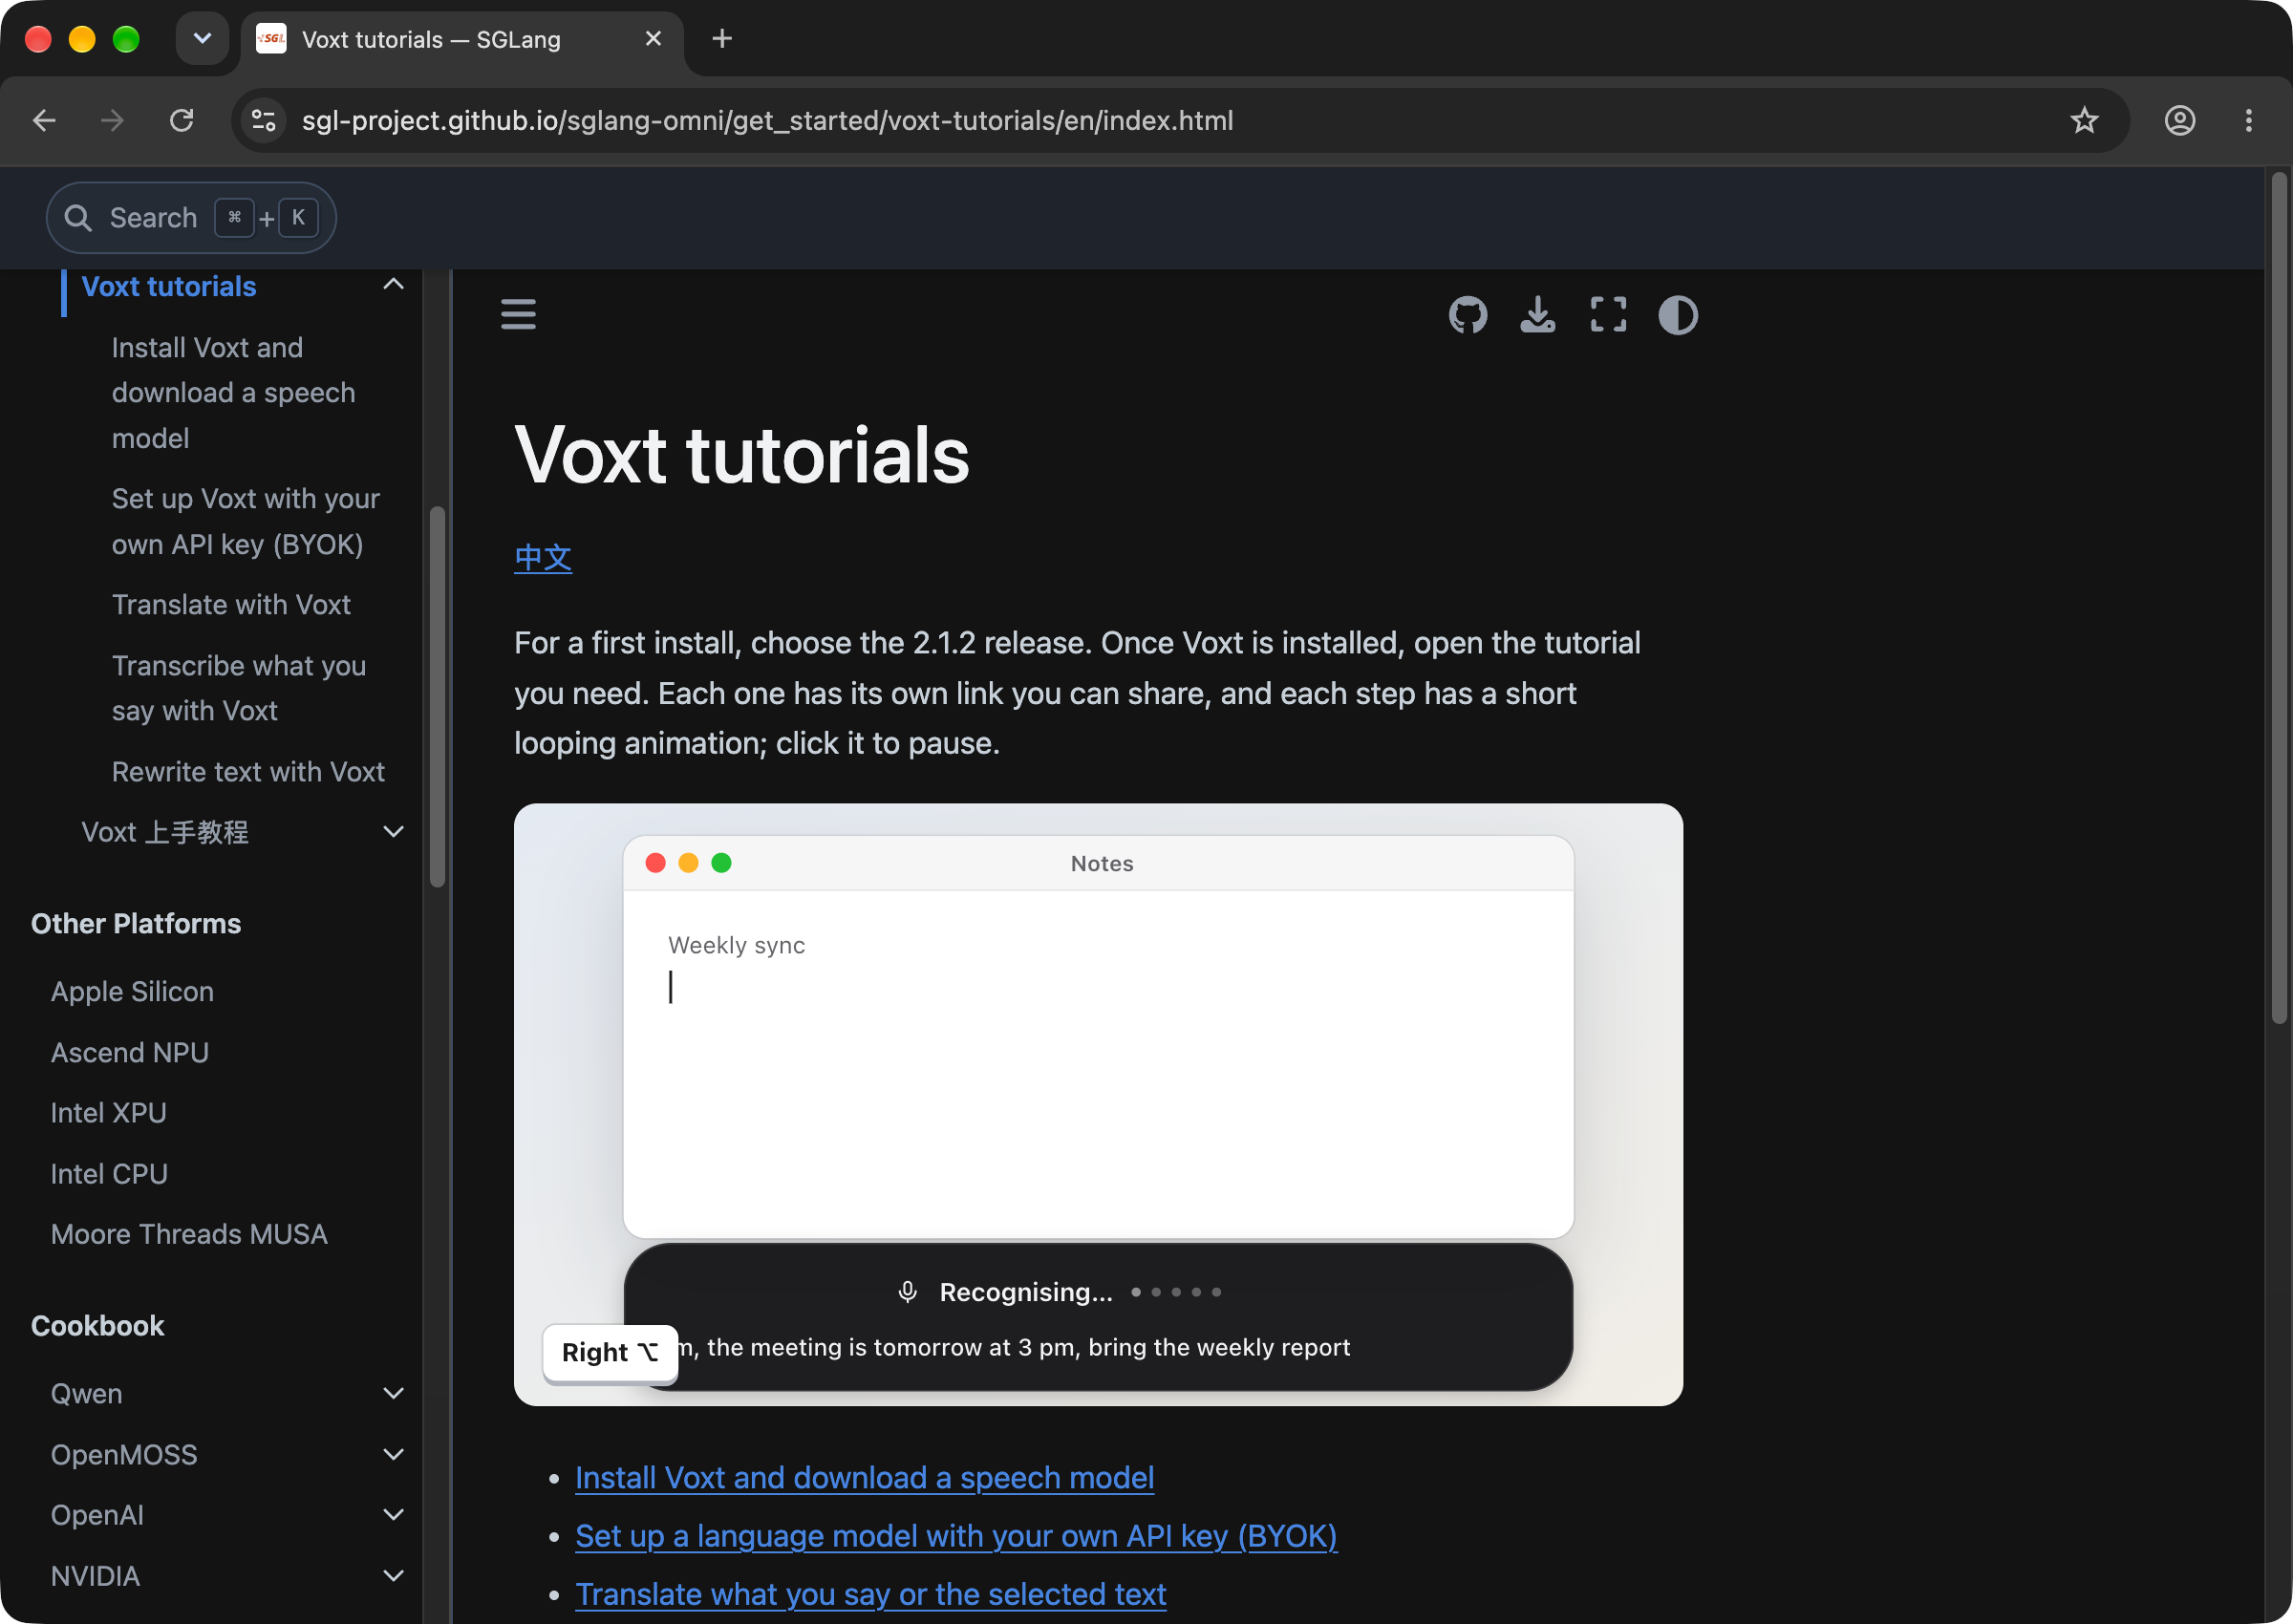 Voxt tutorials — SGLang
sgl-project.github.io/sglang-omni/get_started/voxt-tutorials/en/index.html
Search ⌘ + K
Voxt tutorials
Install Voxt and
download a speech
model
Set up Voxt with your
own API key (BYOK)
Translate with Voxt
Transcribe what you
say with Voxt
Rewrite text with Voxt
Voxt 上手教程
Other Platforms
Apple Silicon
Ascend NPU
Intel XPU
Intel CPU
Moore Threads MUSA
Cookbook
Qwen
OpenMOSS
OpenAI
NVIDIA
Voxt tutorials
中文
For a first install, choose the 2.1.2 release. Once Voxt is installed, open the tutorial
you need. Each one has its own link you can share, and each step has a short
looping animation; click it to pause.
Notes
Weekly sync
Recognising...
Right ⌥
m, the meeting is tomorrow at 3 pm, bring the weekly report
Install Voxt and download a speech model
Set up a language model with your own API key (BYOK)
Translate what you say or the selected text